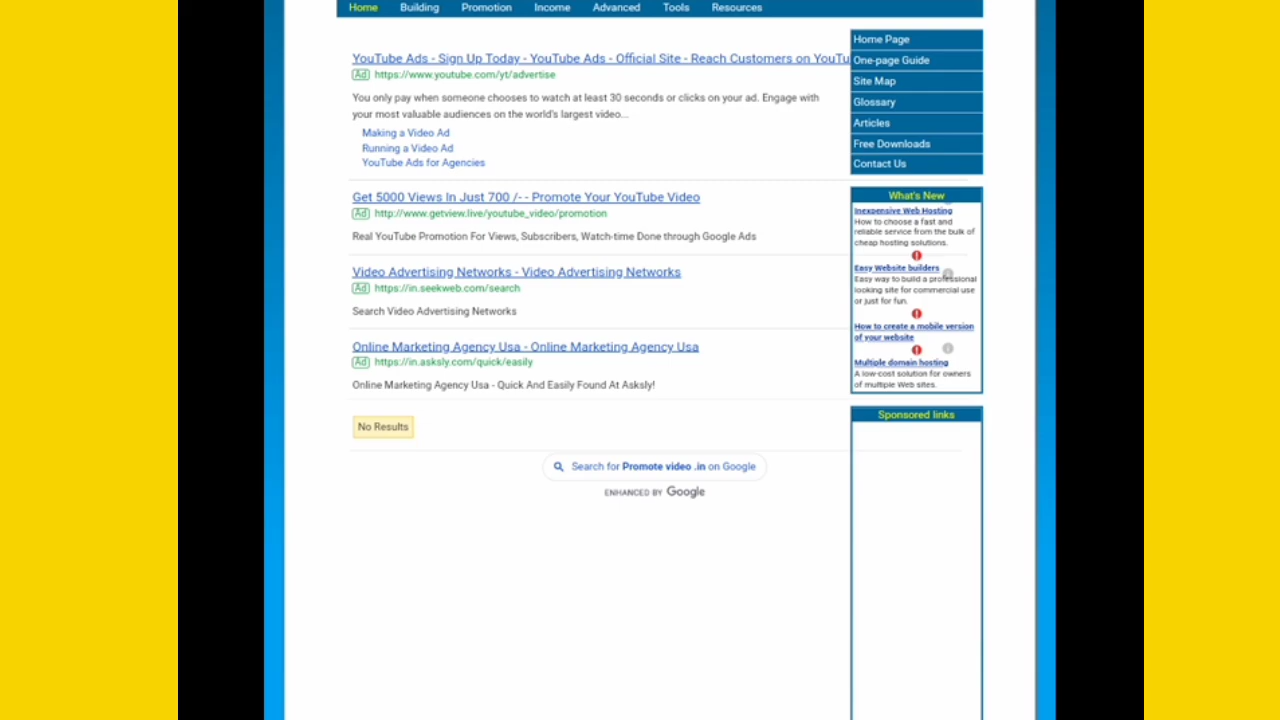 Home Building Promotion Income Advanced Tools Resources
YouTube Ads - Sign Up Today - YouTube Ads - Official Site - Reach Customers on YouTu
Ad https://www.youtube.com/yt/advertise
You only pay when someone chooses to watch at least 30 seconds or clicks on your ad. Engage with
your most valuable audiences on the world's largest video...
Making a Video Ad
Running a Video Ad
YouTube Ads for Agencies
Get 5000 Views In Just 700 /- - Promote Your YouTube Video
Ad http://www.getview.live/youtube_video/promotion
Real YouTube Promotion For Views, Subscribers, Watch-time Done through Google Ads
Video Advertising Networks - Video Advertising Networks
Ad https://in.seekweb.com/search
Search Video Advertising Networks
Online Marketing Agency Usa - Online Marketing Agency Usa
Ad https://in.asksly.com/quick/easily
Online Marketing Agency Usa - Quick And Easily Found At Asksly!
No Results
Search for Promote video .in on Google
ENHANCED BY Google
Home Page
One-page Guide
Site Map
Glossary
Articles
Free Downloads
Contact Us
What's New
Inexpensive Web Hosting
How to choose a fast and
reliable service from the bulk of
cheap hosting solutions.
Easy Website builders
Easy way to build a professional
looking site for commercial use
or just for fun.
How to create a mobile version
of your website
Multiple domain hosting
A low-cost solution for owners
of multiple Web sites.
Sponsored links